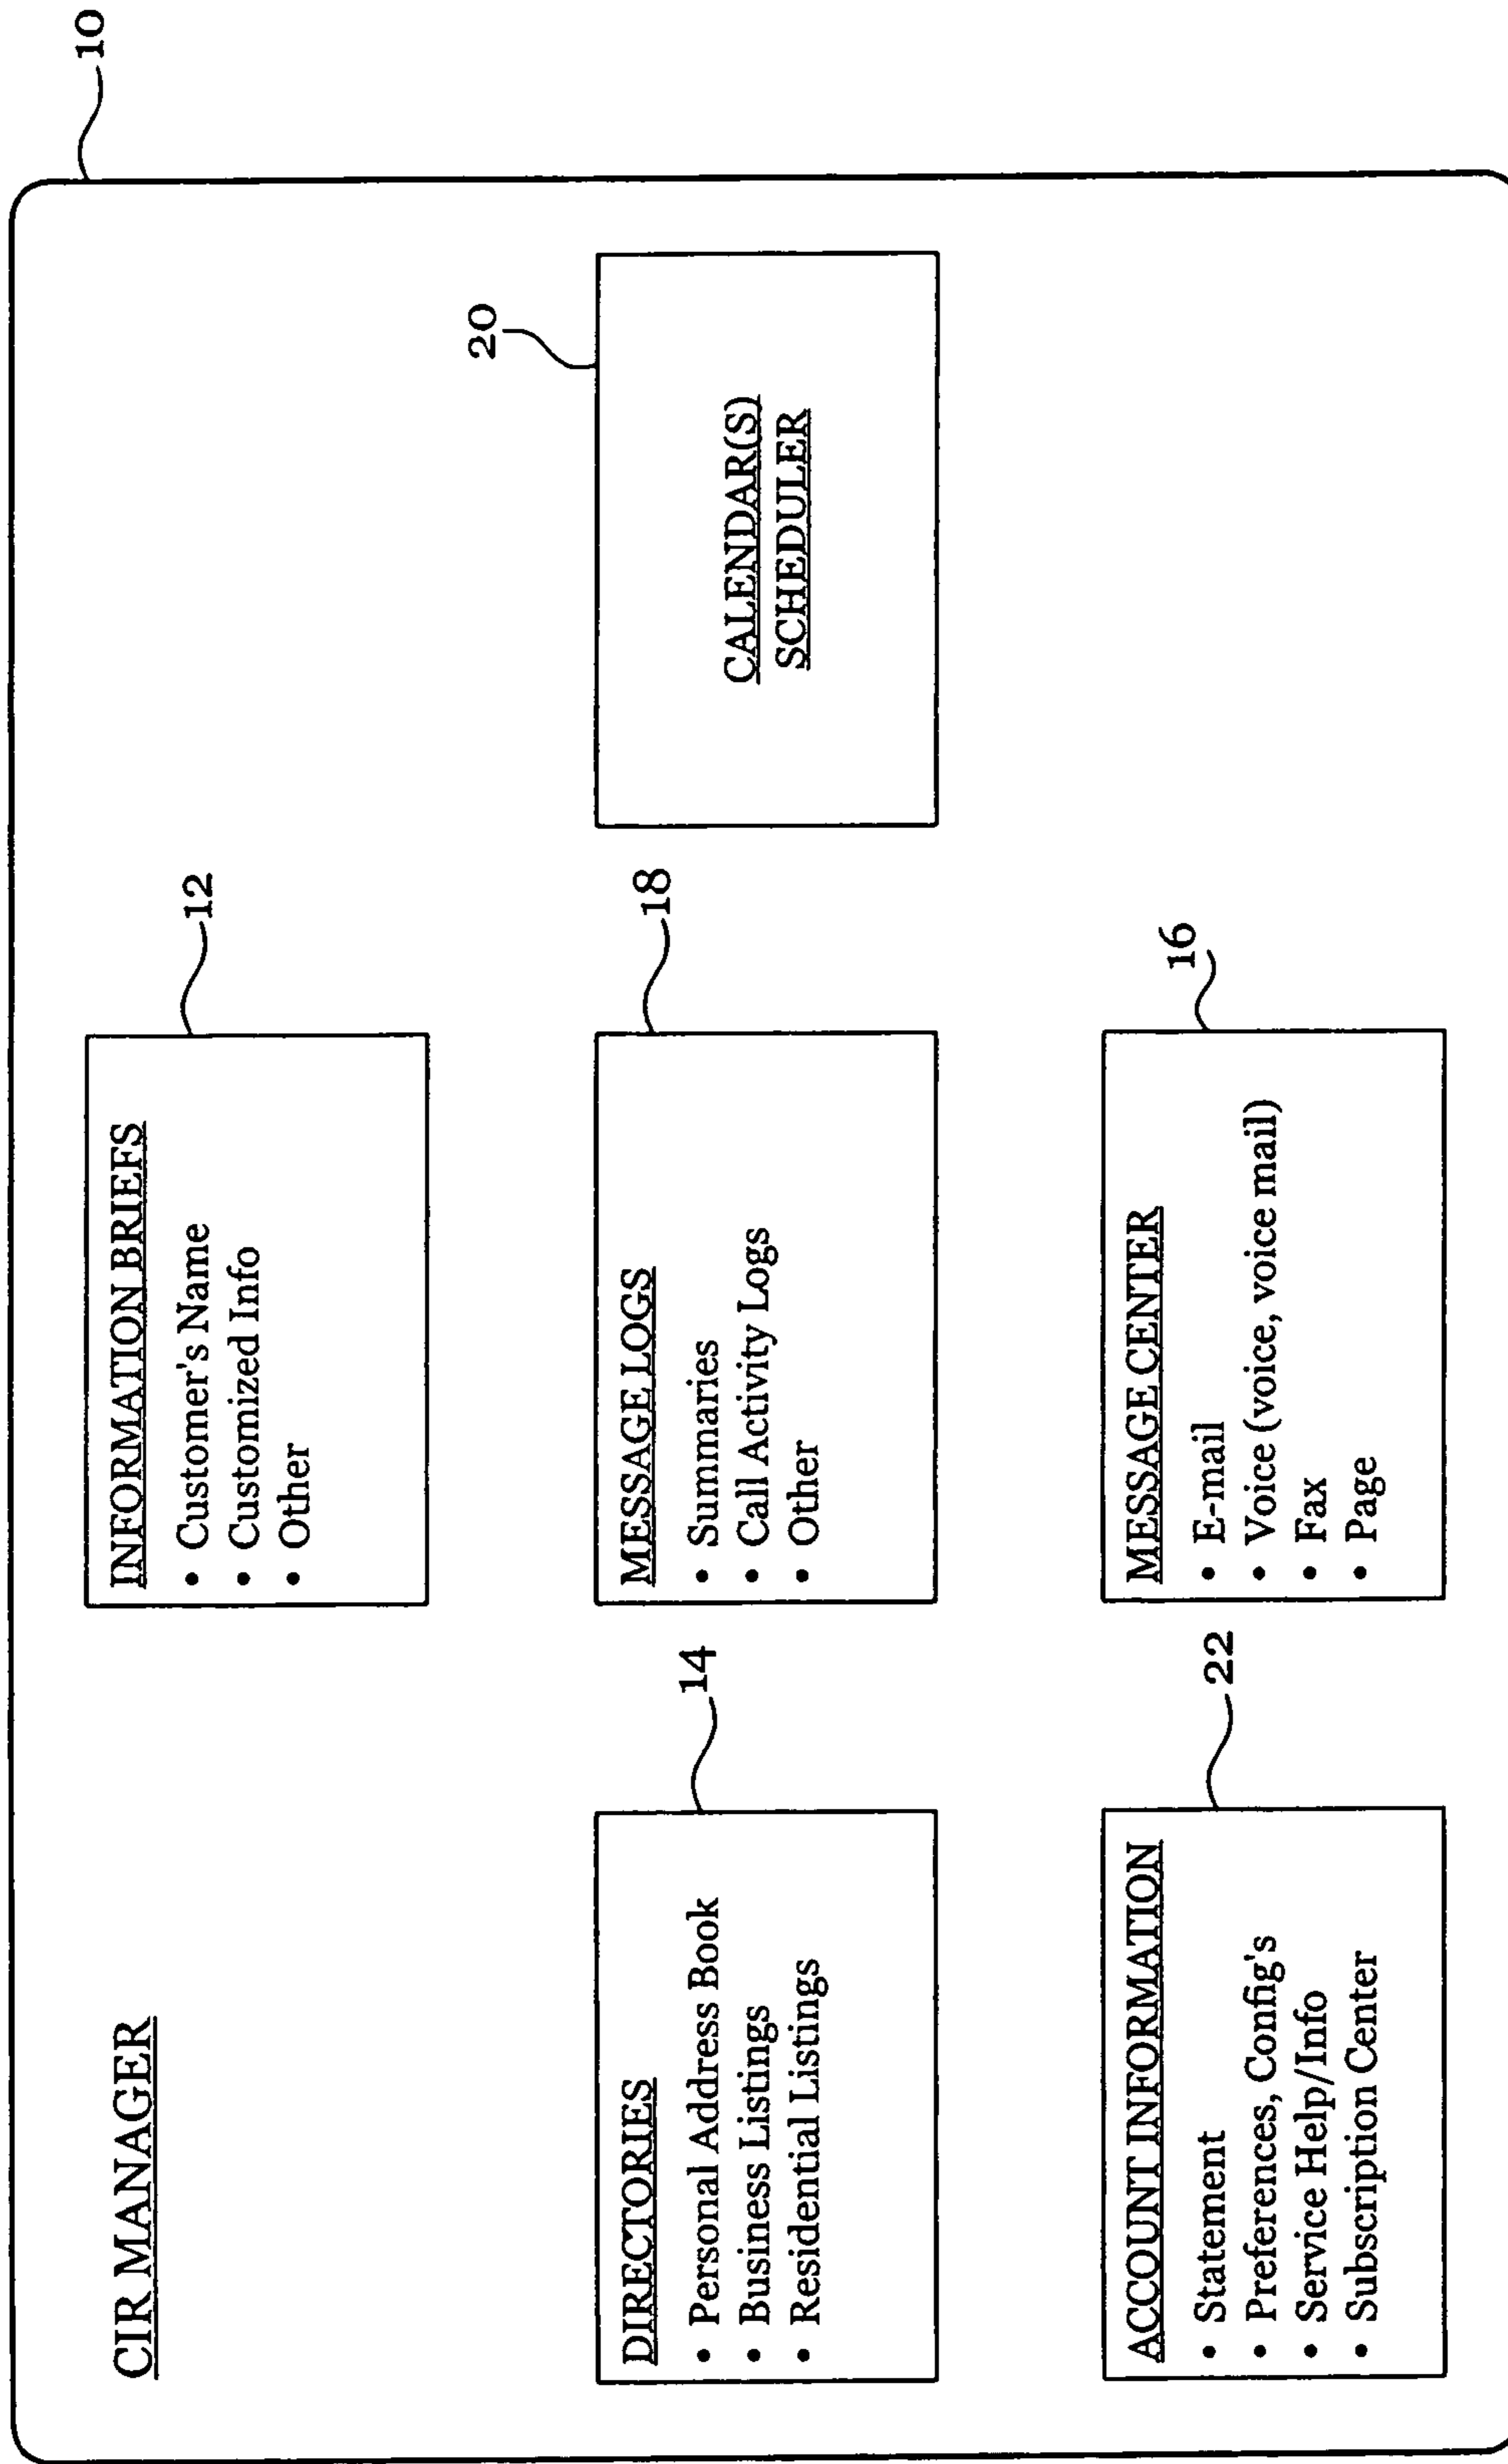 10
CIR MANAGER
12
INFORMATION BRIEFS
• Customer's Name
• Customized Info
• Other
14
DIRECTORIES
• Personal Address Book
• Business Listings
• Residential Listings
18
MESSAGE LOGS
• Summaries
• Call Activity Logs
• Other
20
CALENDAR(S)
SCHEDULER
22
ACCOUNT INFORMATION
• Statement
• Preferences, Config's
• Service Help/Info
• Subscription Center
16
MESSAGE CENTER
• E-mail
• Voice (voice, voice mail)
• Fax
• Page